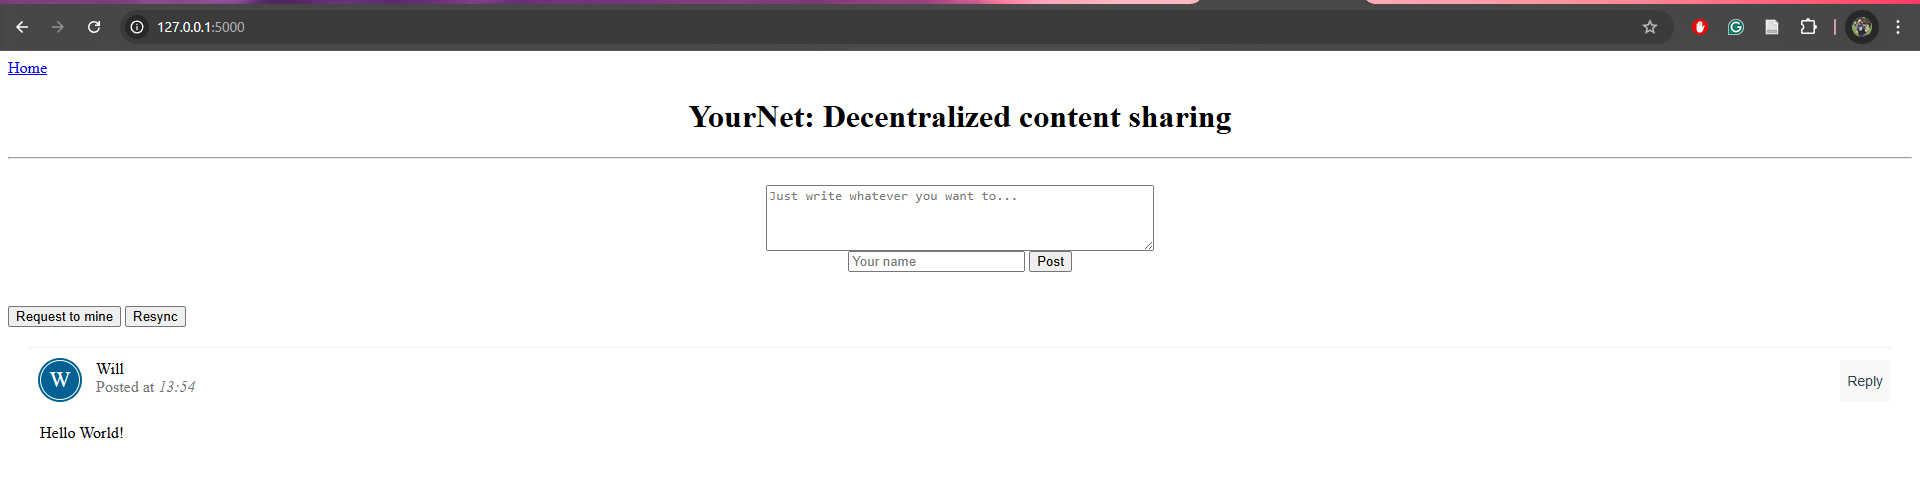 127.0.0.1:5000
Home
YourNet: Decentralized content sharing
Just write whatever you want to...
Your name Post
Request to mine Resync
W Will
Posted at 13:54
Reply
Hello World!